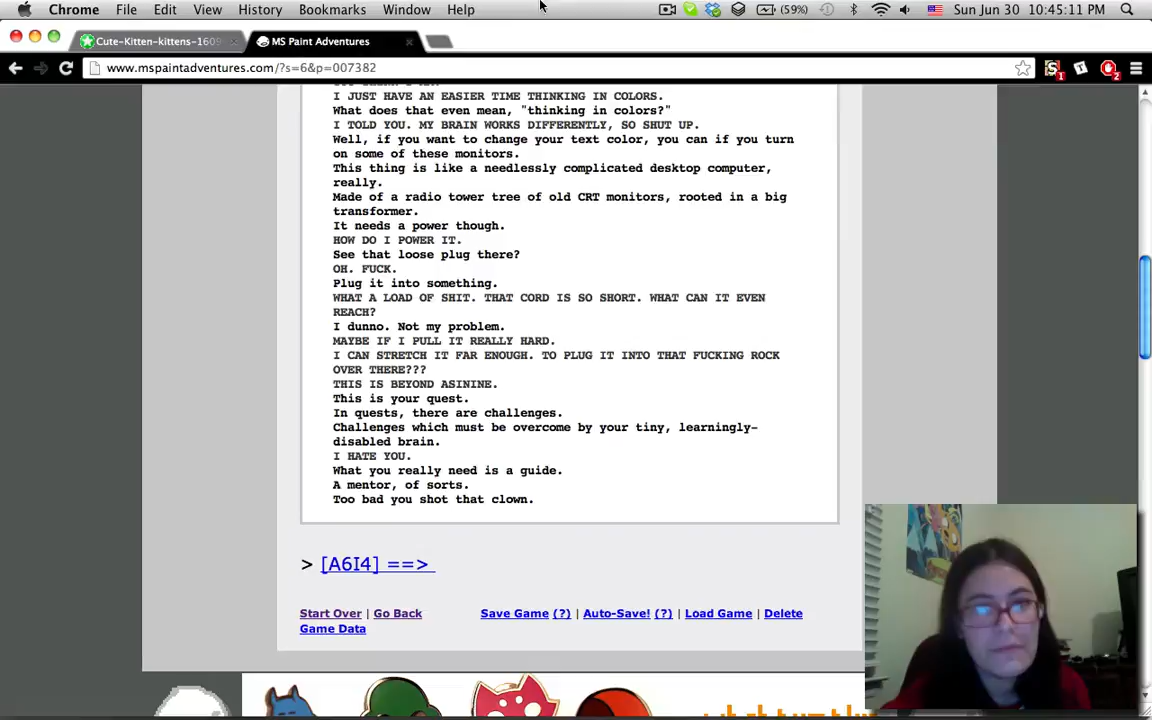 Chrome File Edit View History Bookmarks Window Help (59%) Sun Jun 30 10:45:11 PM
Cute-Kitten-kittens-1609 MS Paint Adventures
www.mspaintadventures.com/?s=6&p=007382
I JUST HAVE AN EASIER TIME THINKING IN COLORS.
What does that even mean, "thinking in colors?"
I TOLD YOU. MY BRAIN WORKS DIFFERENTLY, SO SHUT UP.
Well, if you want to change your text color, you can if you turn
on some of these monitors.
This thing is like a needlessly complicated desktop computer,
really.
Made of a radio tower tree of old CRT monitors, rooted in a big
transformer.
It needs a power though.
HOW DO I POWER IT.
See that loose plug there?
OH. FUCK.
Plug it into something.
WHAT A LOAD OF SHIT. THAT CORD IS SO SHORT. WHAT CAN IT EVEN
REACH?
I dunno. Not my problem.
MAYBE IF I PULL IT REALLY HARD.
I CAN STRETCH IT FAR ENOUGH. TO PLUG IT INTO THAT FUCKING ROCK
OVER THERE???
THIS IS BEYOND ASININE.
This is your quest.
In quests, there are challenges.
Challenges which must be overcome by your tiny, learningly-
disabled brain.
I HATE YOU.
What you really need is a guide.
A mentor, of sorts.
Too bad you shot that clown.
> [A6I4] ==>
Start Over | Go Back Save Game (?) | Auto-Save! (?) | Load Game | Delete
Game Data